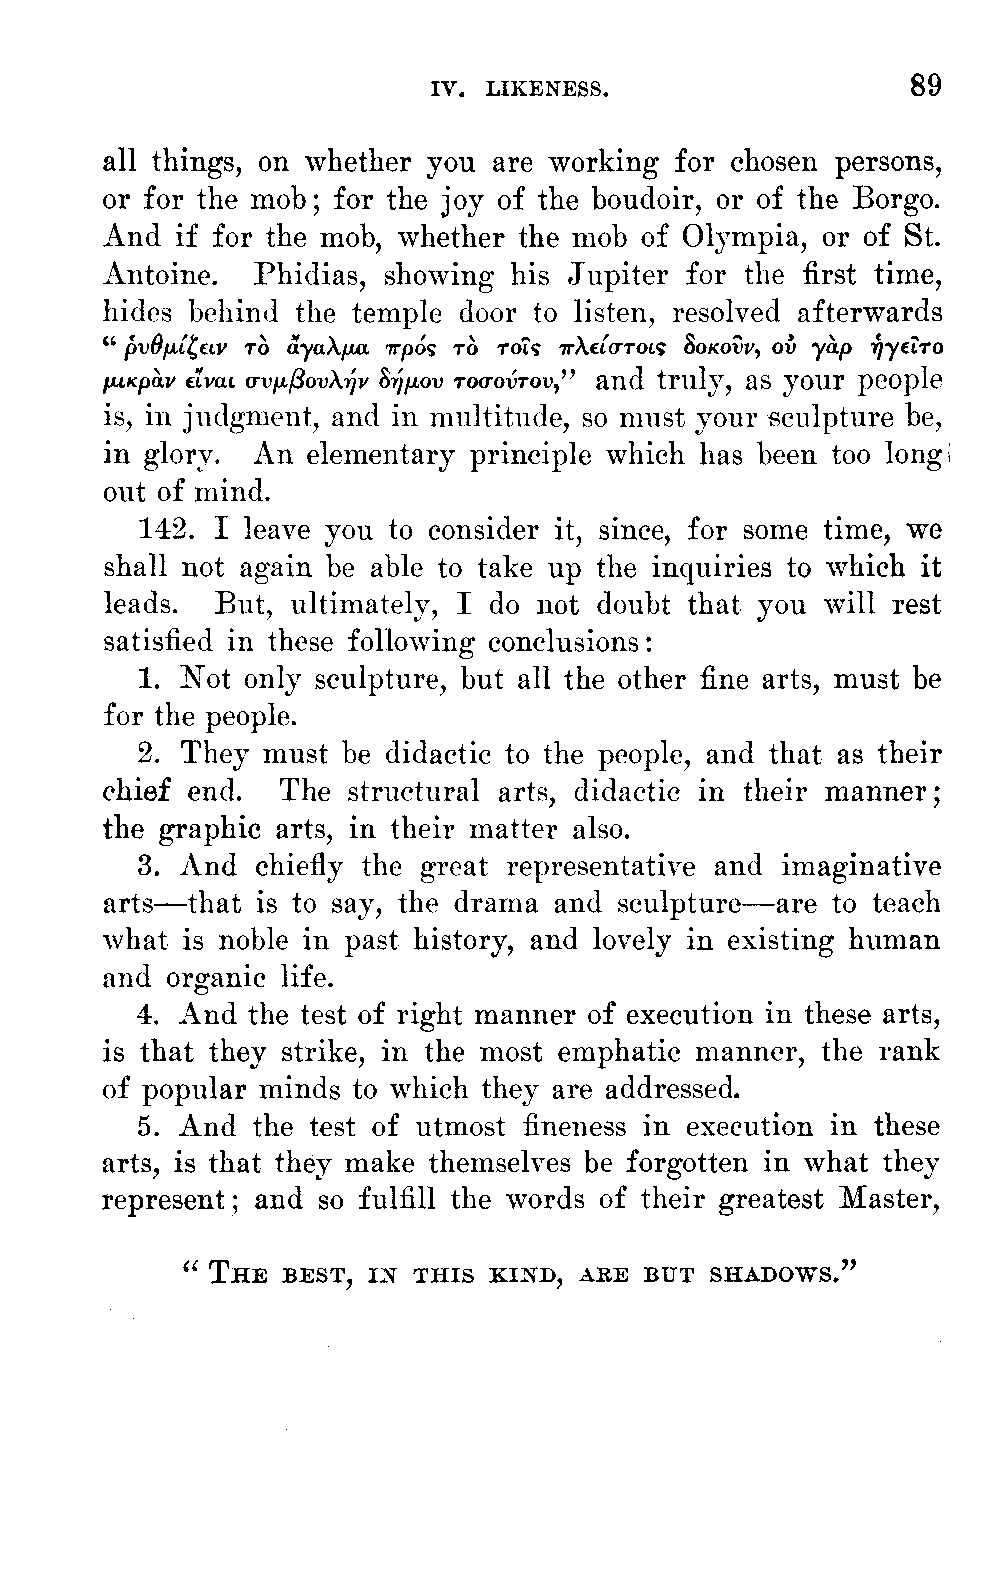 IV. LIKENESS. 89
all things, on whether you are working for chosen persons,
or for the mob; for the joy of the boudoir, or of the Borgo.
And if for the mob, whether the mob of Olympia, or of St.
Antoine. Phidias, showing his Jupiter for the first time,
hides behind the temple door to listen, resolved afterwards
“ ῥυθμίζειν τὸ ἄγαλμα πρός τὸ τοῖς πλείστοις δοκοῦν, οὐ γὰρ ἡγεῖτο
μικρὰν εἶναι συμβουλὴν δήμου τοσούτου,” and truly, as your people
is, in judgment, and in multitude, so must your sculpture be,
in glory. An elementary principle which has been too long
out of mind.
142. I leave you to consider it, since, for some time, we
shall not again be able to take up the inquiries to which it
leads. But, ultimately, I do not doubt that you will rest
satisfied in these following conclusions:
1. Not only sculpture, but all the other fine arts, must be
for the people.
2. They must be didactic to the people, and that as their
chief end. The structural arts, didactic in their manner;
the graphic arts, in their matter also.
3. And chiefly the great representative and imaginative
arts—that is to say, the drama and sculpture—are to teach
what is noble in past history, and lovely in existing human
and organic life.
4. And the test of right manner of execution in these arts,
is that they strike, in the most emphatic manner, the rank
of popular minds to which they are addressed.
5. And the test of utmost fineness in execution in these
arts, is that they make themselves be forgotten in what they
represent; and so fulfill the words of their greatest Master,
“ THE BEST, IN THIS KIND, ARE BUT SHADOWS.”